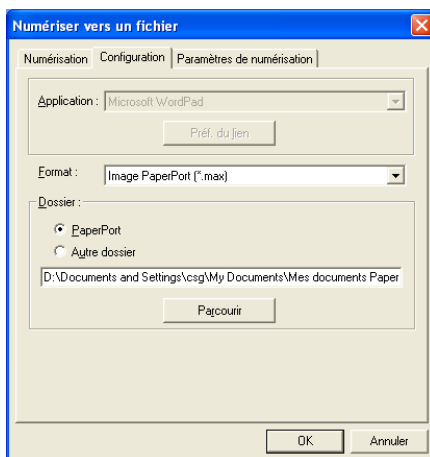 Numériser vers un fichier
Numérisation Configuration Paramètres de numérisation
Application : Microsoft WordPad
Préf. du lien
Format : Image PaperPort (*.max)
Dossier :
PaperPort
Autre dossier
D:\Documents and Settings\csg\My Documents\Mes documents Paper
Parcourir
OK Annuler